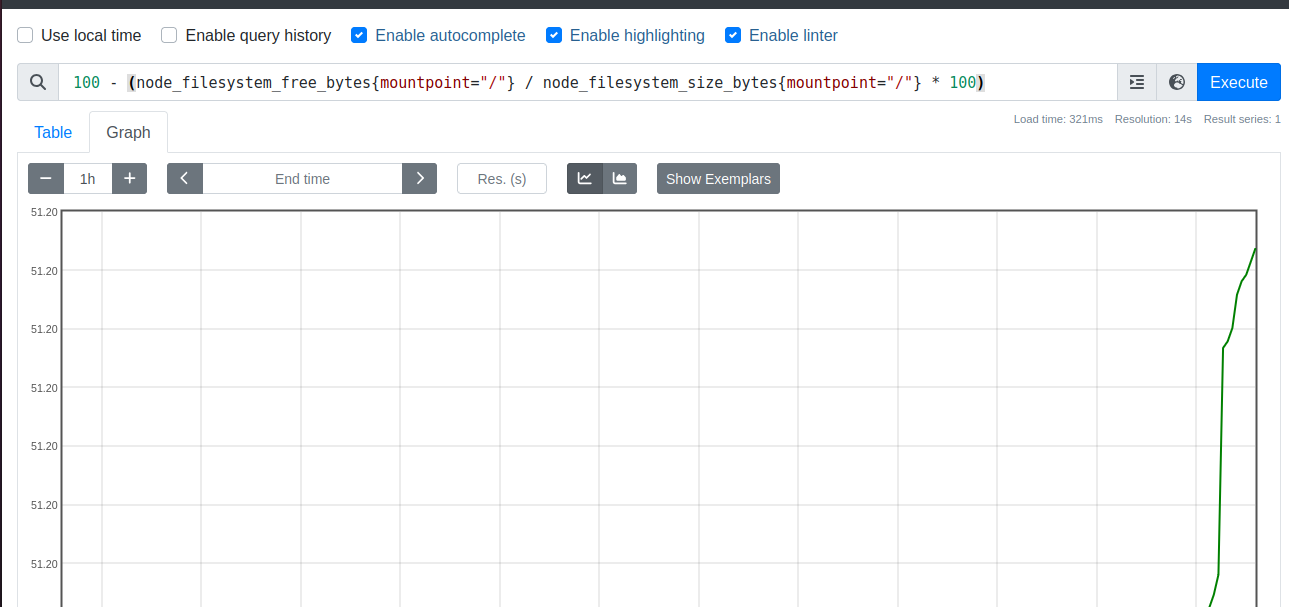 Use local time Enable query history Enable autocomplete Enable highlighting Enable linter
100 - (node_filesystem_free_bytes{mountpoint="/"} / node_filesystem_size_bytes{mountpoint="/"} * 100)
Execute
Load time: 321ms Resolution: 14s Result series: 1
Table Graph
− 1h + End time Res. (s) Show Exemplars
51.20
51.20
51.20
51.20
51.20
51.20
51.20